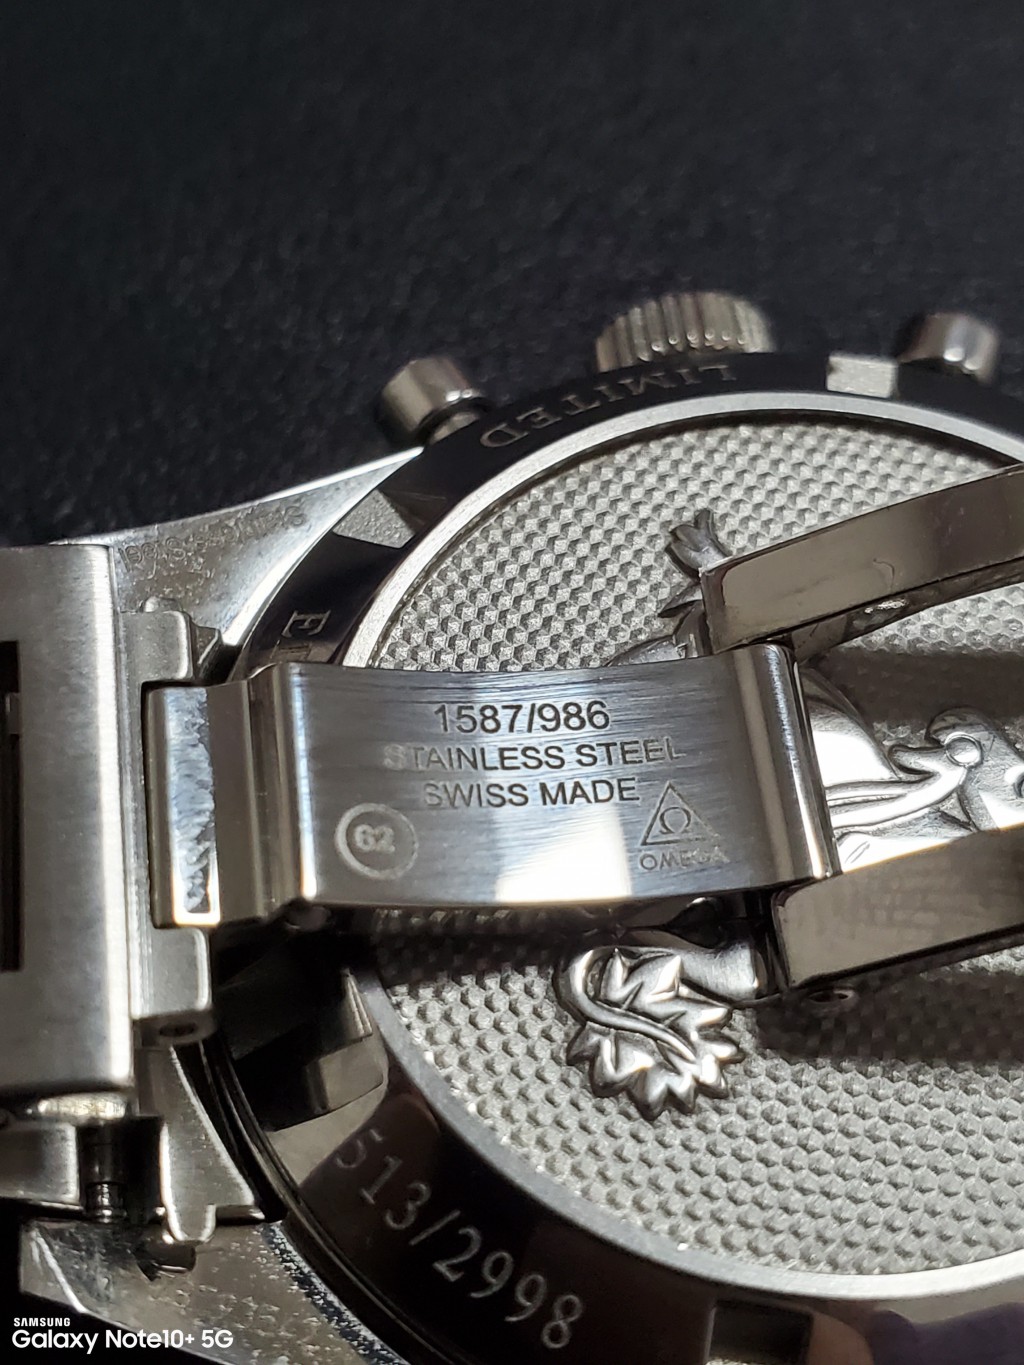 LIMITED
E
1587/986
STAINLESS STEEL
SWISS MADE
62
Ω
OMEGA
513/2998
SAMSUNG
Galaxy Note10+ 5G